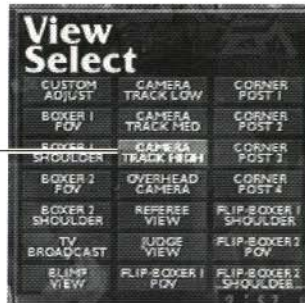 View
Select
CUSTOM ADJUST
CAMERA TRACK LOW
CORNER POST 1
BOXER 1 POV
CAMERA TRACK MED
CORNER POST 2
BOXER 1 SHOULDER
CAMERA TRACK HIGH
CORNER POST 3
BOXER 2 POV
OVERHEAD CAMERA
CORNER POST 4
BOXER 2 SHOULDER
REFEREE VIEW
FLIP-BOXER 1 SHOULDER
TV BROADCAST
JUDGE VIEW
FLIP-BOXER 2 POV
BLIMP VIEW
FLIP-BOXER 1 POV
FLIP-BOXER 2 SHOULDER